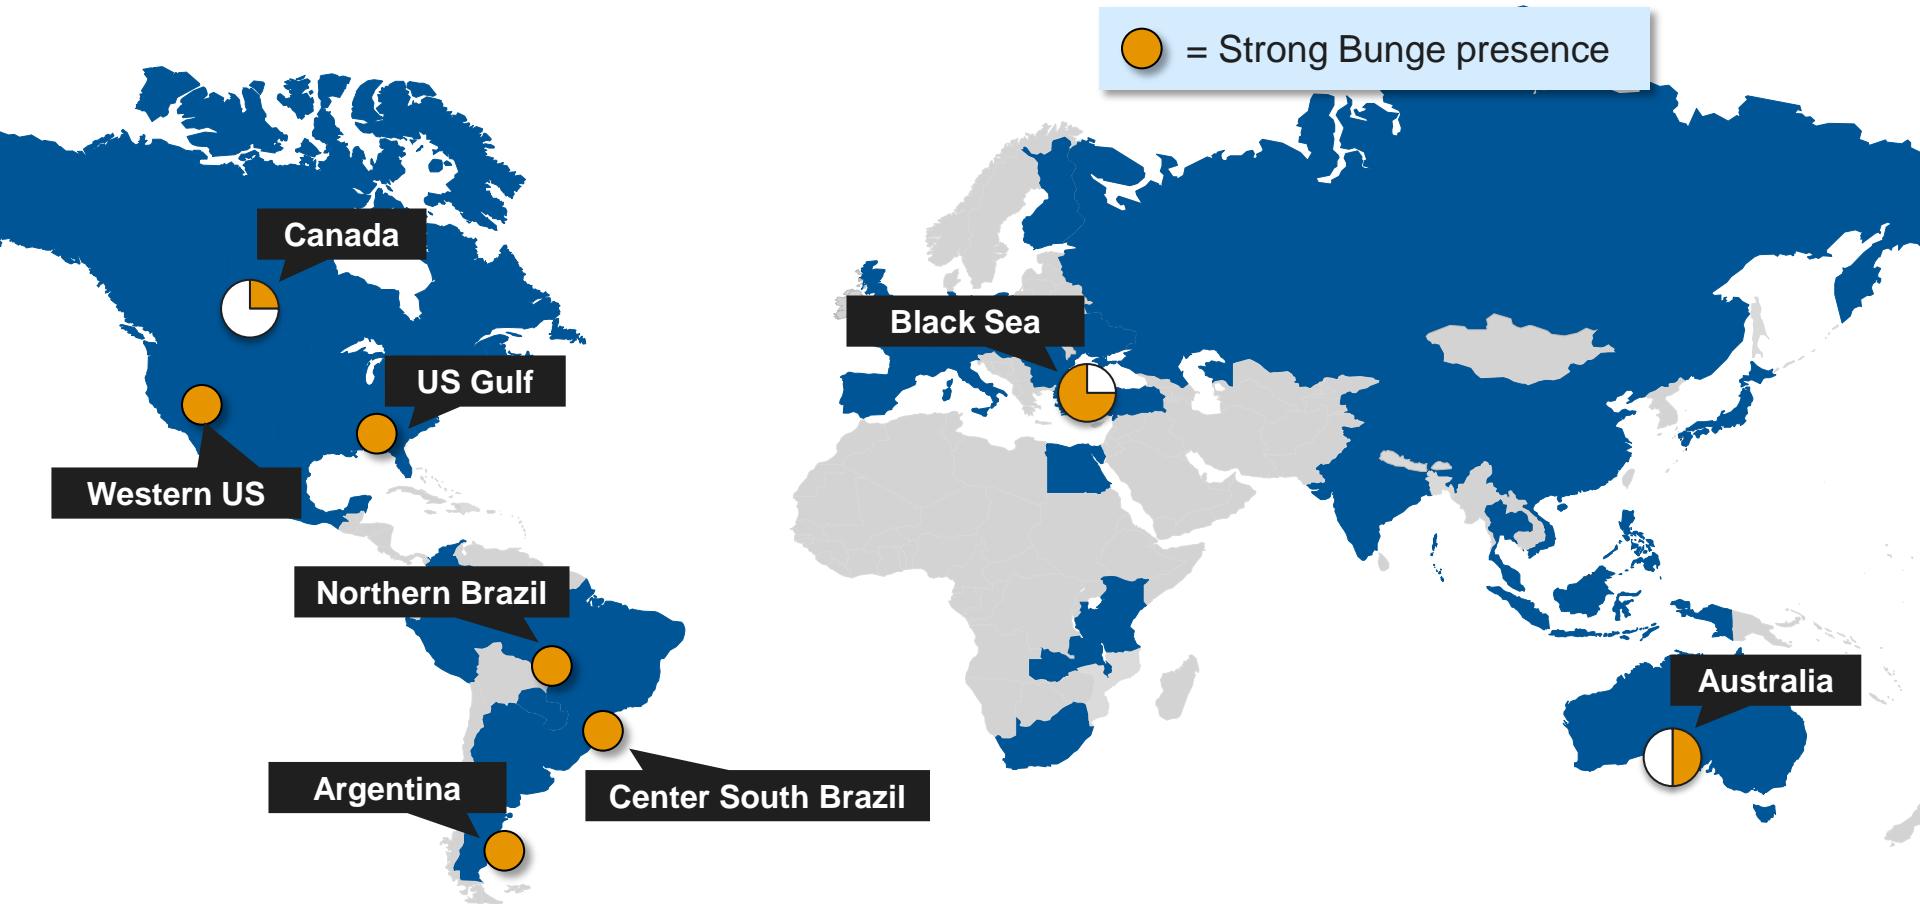 = Strong Bunge presence
Canada
Black Sea
US Gulf
Western US
Northern Brazil
Australia
Argentina
Center South Brazil